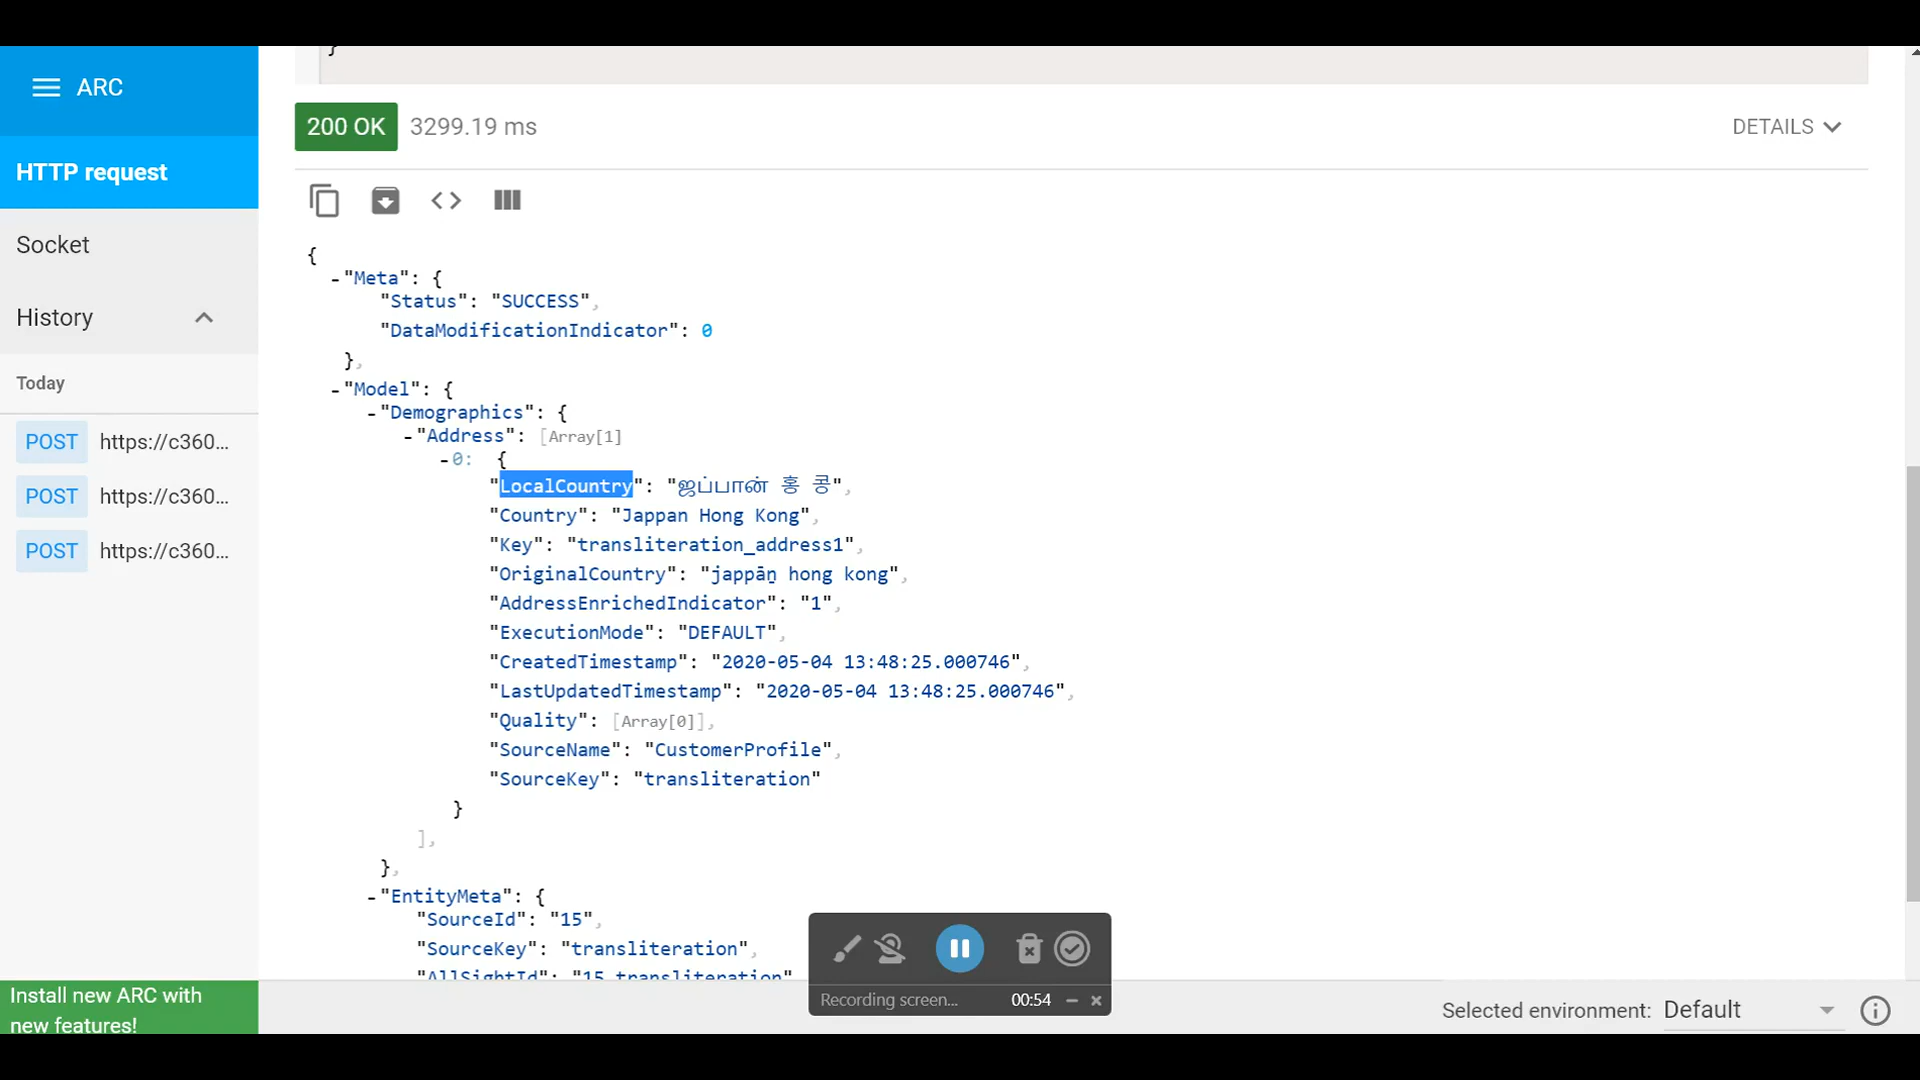 }
ARC
200 OK 3299.19 ms
DETAILS
HTTP request
Socket
History
Today
POST https://c360...
POST https://c360...
POST https://c360...
{
-"Meta": {
"Status": "SUCCESS",
"DataModificationIndicator": 0
},
-"Model": {
-"Demographics": {
-"Address": [Array[1]
-0: {
"LocalCountry": "ஜப்பான் 홍 콩",
"Country": "Jappan Hong Kong",
"Key": "transliteration_address1",
"OriginalCountry": "jappāṉ hong kong",
"AddressEnrichedIndicator": "1",
"ExecutionMode": "DEFAULT",
"CreatedTimestamp": "2020-05-04 13:48:25.000746",
"LastUpdatedTimestamp": "2020-05-04 13:48:25.000746",
"Quality": [Array[0]],
"SourceName": "CustomerProfile",
"SourceKey": "transliteration"
}
],
},
-"EntityMeta": {
"SourceId": "15",
"SourceKey": "transliteration",
"AllSightId": "15 transliteration"
Recording screen... 00:54
Install new ARC with
new features!
Selected environment: Default